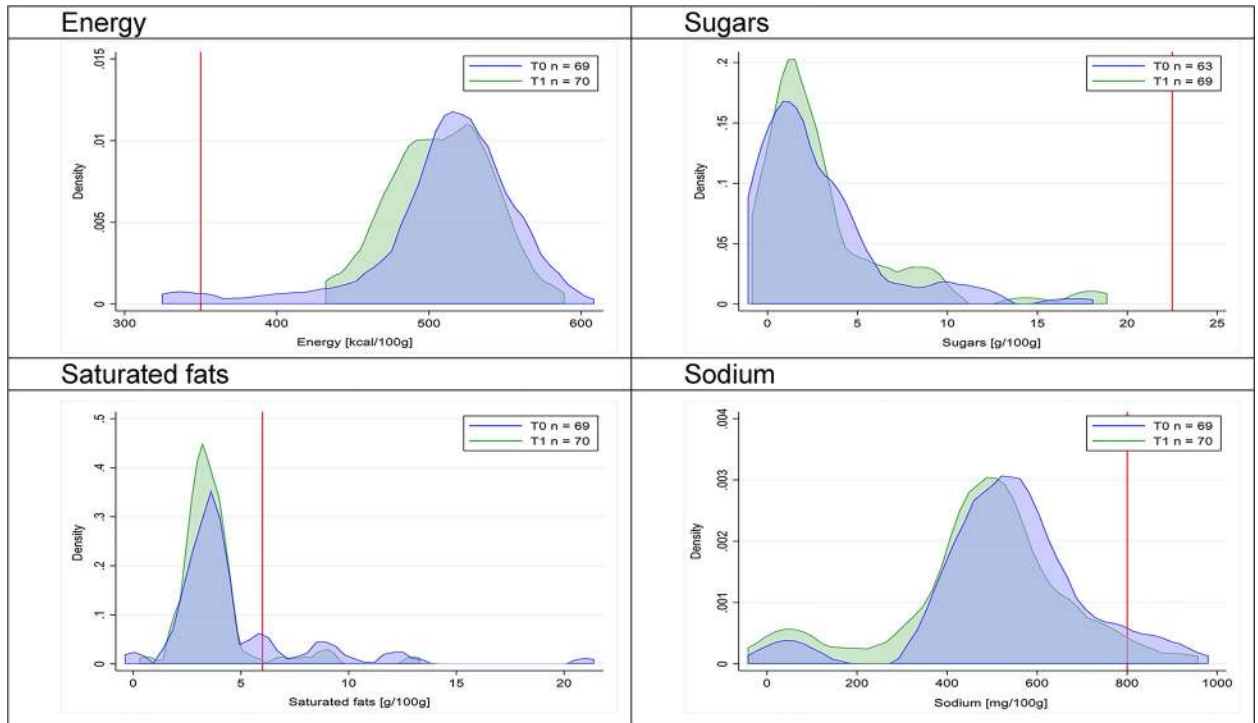 Energy
.015
.01
.005
0
Density
300 400 500 600
Energy [kcal/100g]
T0 n = 69
T1 n = 70
Sugars
.2
.15
.1
.05
0
Density
0 5 10 15 20 25
Sugars [g/100g]
T0 n = 63
T1 n = 69
Saturated fats
.5
.4
.3
.2
.1
0
Density
0 5 10 15 20
Saturated fats [g/100g]
T0 n = 69
T1 n = 70
Sodium
.004
.003
.002
.001
0
Density
0 200 400 600 800 1000
Sodium [mg/100g]
T0 n = 69
T1 n = 70